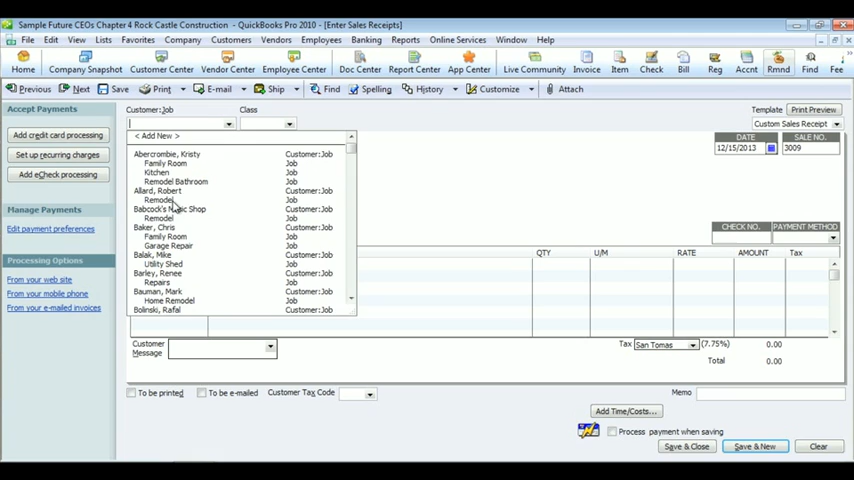 Sample Future CEOs Chapter 4 Rock Castle Construction - QuickBooks Pro 2010 - [Enter Sales Receipts]
File Edit View Lists Favorites Company Customers Vendors Employees Banking Reports Online Services Window Help
Home Company Snapshot Customer Center Vendor Center Employee Center Doc Center Report Center App Center Live Community Invoice Item Check Bill Reg Accnt Rmnd Find Fee
Previous Next Save Print E-mail Ship Find Spelling History Customize Attach
Accept Payments
Add credit card processing
Set up recurring charges
Add eCheck processing
Manage Payments
Edit payment preferences
Processing Options
From your web site
From your mobile phone
From your e-mailed invoices
Customer:Job Class Template Print Preview
Custom Sales Receipt
< Add New >
Abercrombie, Kristy Customer:Job
Family Room Job
Kitchen Job
Remodel Bathroom Job
Allard, Robert Customer:Job
Remodel Job
Babcock's Music Shop Customer:Job
Remodel Job
Baker, Chris Customer:Job
Family Room Job
Garage Repair Job
Balak, Mike Customer:Job
Utility Shed Job
Barley, Renee Customer:Job
Repairs Job
Bauman, Mark Customer:Job
Home Remodel Job
Bolinski, Rafal Customer:Job
DATE SALE NO.
12/15/2013 3009
CHECK NO. PAYMENT METHOD
QTY U/M RATE AMOUNT Tax
Customer Message
Tax San Tomas (7.75%) 0.00
Total 0.00
To be printed To be e-mailed Customer Tax Code Memo
Add Time/Costs...
Process payment when saving
Save & Close Save & New Clear